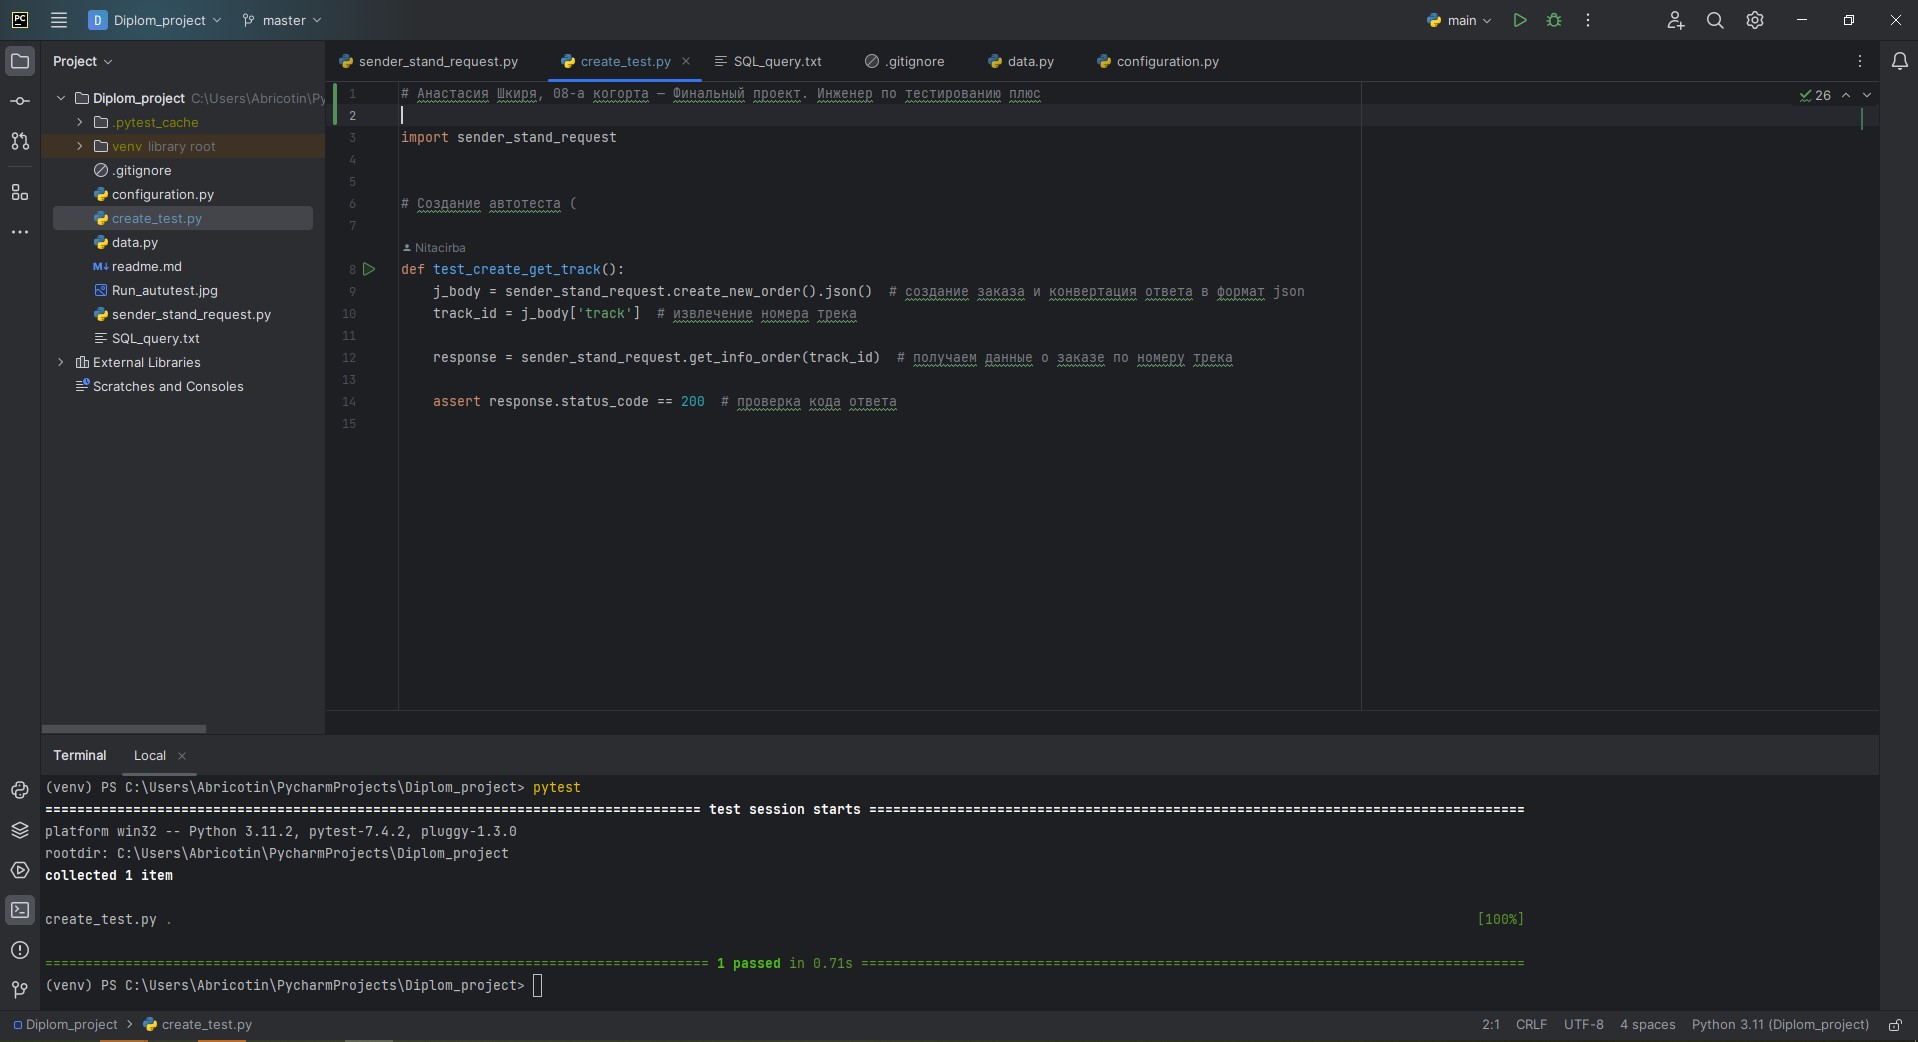 PC
D Diplom_project
master
main
Project
sender_stand_request.py
create_test.py
SQL_query.txt
.gitignore
data.py
configuration.py
Diplom_project C:\Users\Abricotin\Py
.pytest_cache
venv library root
.gitignore
configuration.py
create_test.py
data.py
M↓ readme.md
Run_aututest.jpg
sender_stand_request.py
SQL_query.txt
External Libraries
Scratches and Consoles
26
1 # Анастасия Шкиря, 08-а когорта — Финальный проект. Инженер по тестированию плюс
2
3 import sender_stand_request
4
5
6 # Создание автотеста (
7
Nitacirba
8 def test_create_get_track():
9     j_body = sender_stand_request.create_new_order().json()  # создание заказа и конвертация ответа в формат json
10     track_id = j_body['track']  # извлечение номера трека
11
12     response = sender_stand_request.get_info_order(track_id)  # получаем данные о заказе по номеру трека
13
14     assert response.status_code == 200  # проверка кода ответа
15
Terminal
Local
(venv) PS C:\Users\Abricotin\PycharmProjects\Diplom_project> pytest
================================================================================== test session starts ==================================================================================
platform win32 -- Python 3.11.2, pytest-7.4.2, pluggy-1.3.0
rootdir: C:\Users\Abricotin\PycharmProjects\Diplom_project
collected 1 item
create_test.py . [100%]
=================================================================================== 1 passed in 0.71s ===================================================================================
(venv) PS C:\Users\Abricotin\PycharmProjects\Diplom_project>
Diplom_project > create_test.py
2:1 CRLF UTF-8 4 spaces Python 3.11 (Diplom_project)